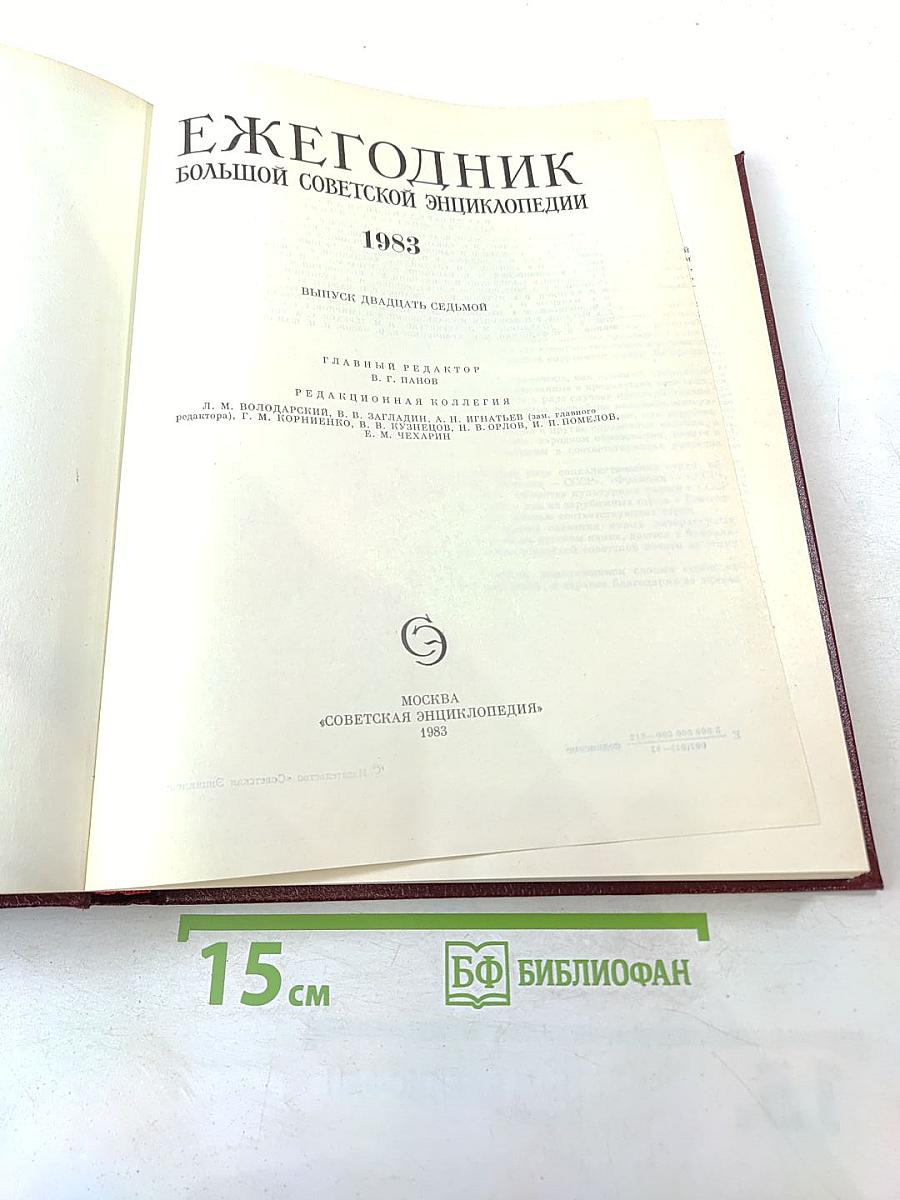 ЕЖЕГОДНИК
БОЛЬШОЙ СОВЕТСКОЙ ЭНЦИКЛОПЕДИИ
1983
ВЫПУСК ДВАДЦАТЬ СЕДЬМОЙ
ГЛАВНЫЙ РЕДАКТОР
В. Г. ПАНОВ
РЕДАКЦИОННАЯ КОЛЛЕГИЯ
Л. М. ВОЛОДАРСКИЙ, В. В. ЗАГЛАДИН, А. Н. ИГНАТЬЕВ (зам. главного
редактора), Г. М. КОРНИЕНКО, В. В. КУЗНЕЦОВ, Н. В. ОРЛОВ, И. П. ПОМЕЛОВ,
Е. М. ЧЕХАРИН
СЭ
МОСКВА
«СОВЕТСКАЯ ЭНЦИКЛОПЕДИЯ»
1983
15 см
БФ БИБЛИОФАН